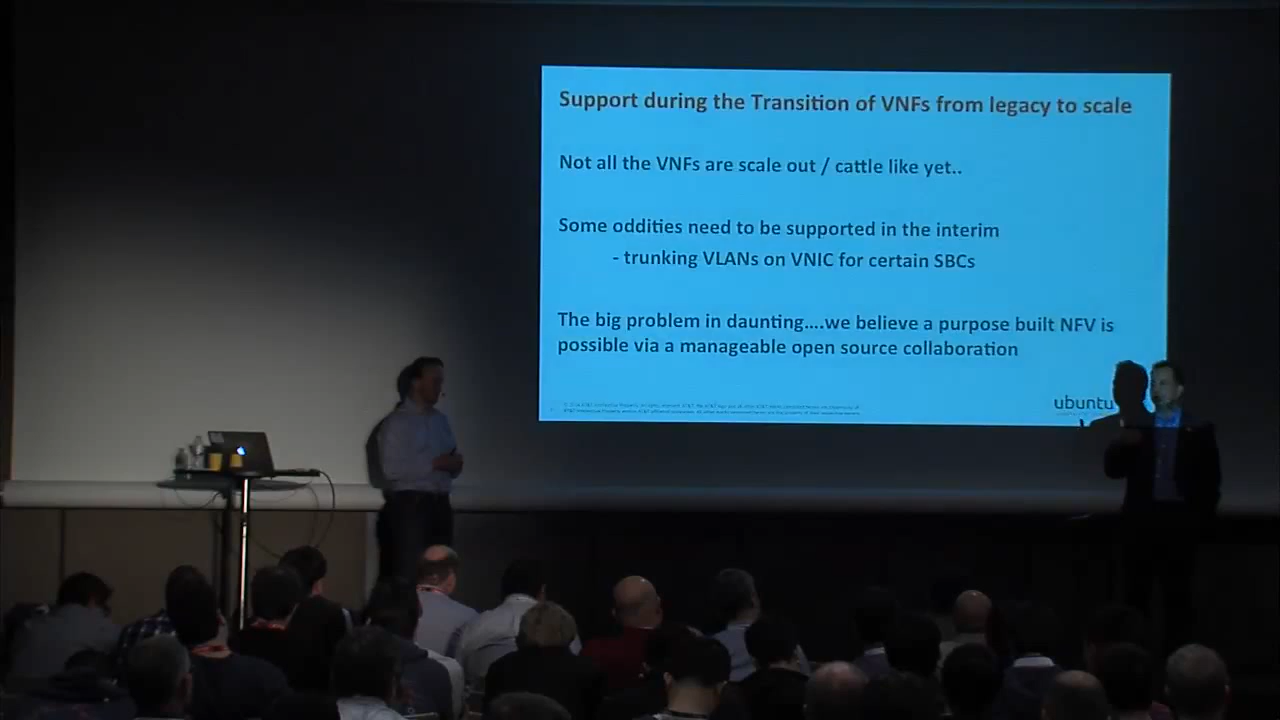 Support during the Transition of VNFs from legacy to scale
Not all the VNFs are scale out / cattle like yet..
Some oddities need to be supported in the interim
- trunking VLANs on VNIC for certain SBCs
The big problem in daunting....we believe a purpose built NFV is
possible via a manageable open source collaboration
ubuntu